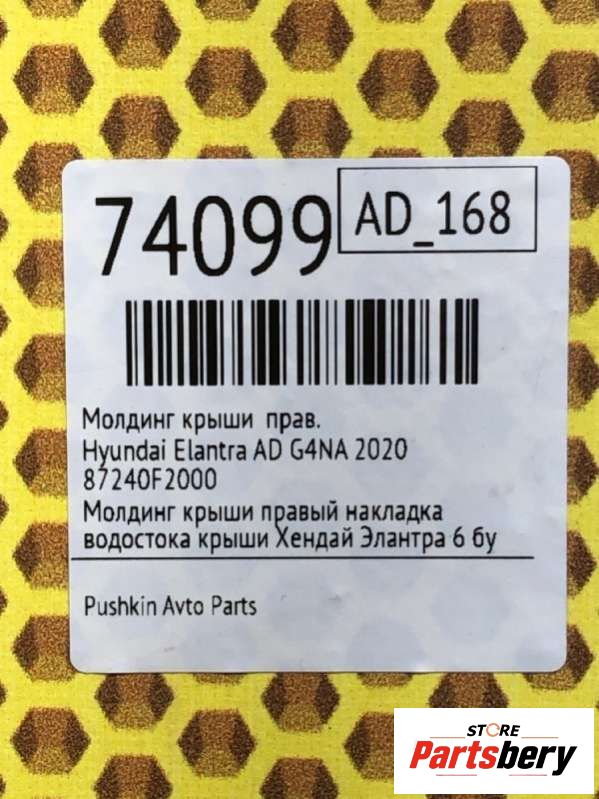 74099
AD_168
Молдинг крыши прав.
Hyundai Elantra AD G4NA 2020
87240F2000
Молдинг крыши правый накладка
водостока крыши Хендай Элантра 6 бу
Pushkin Avto Parts
STORE
Partsbery